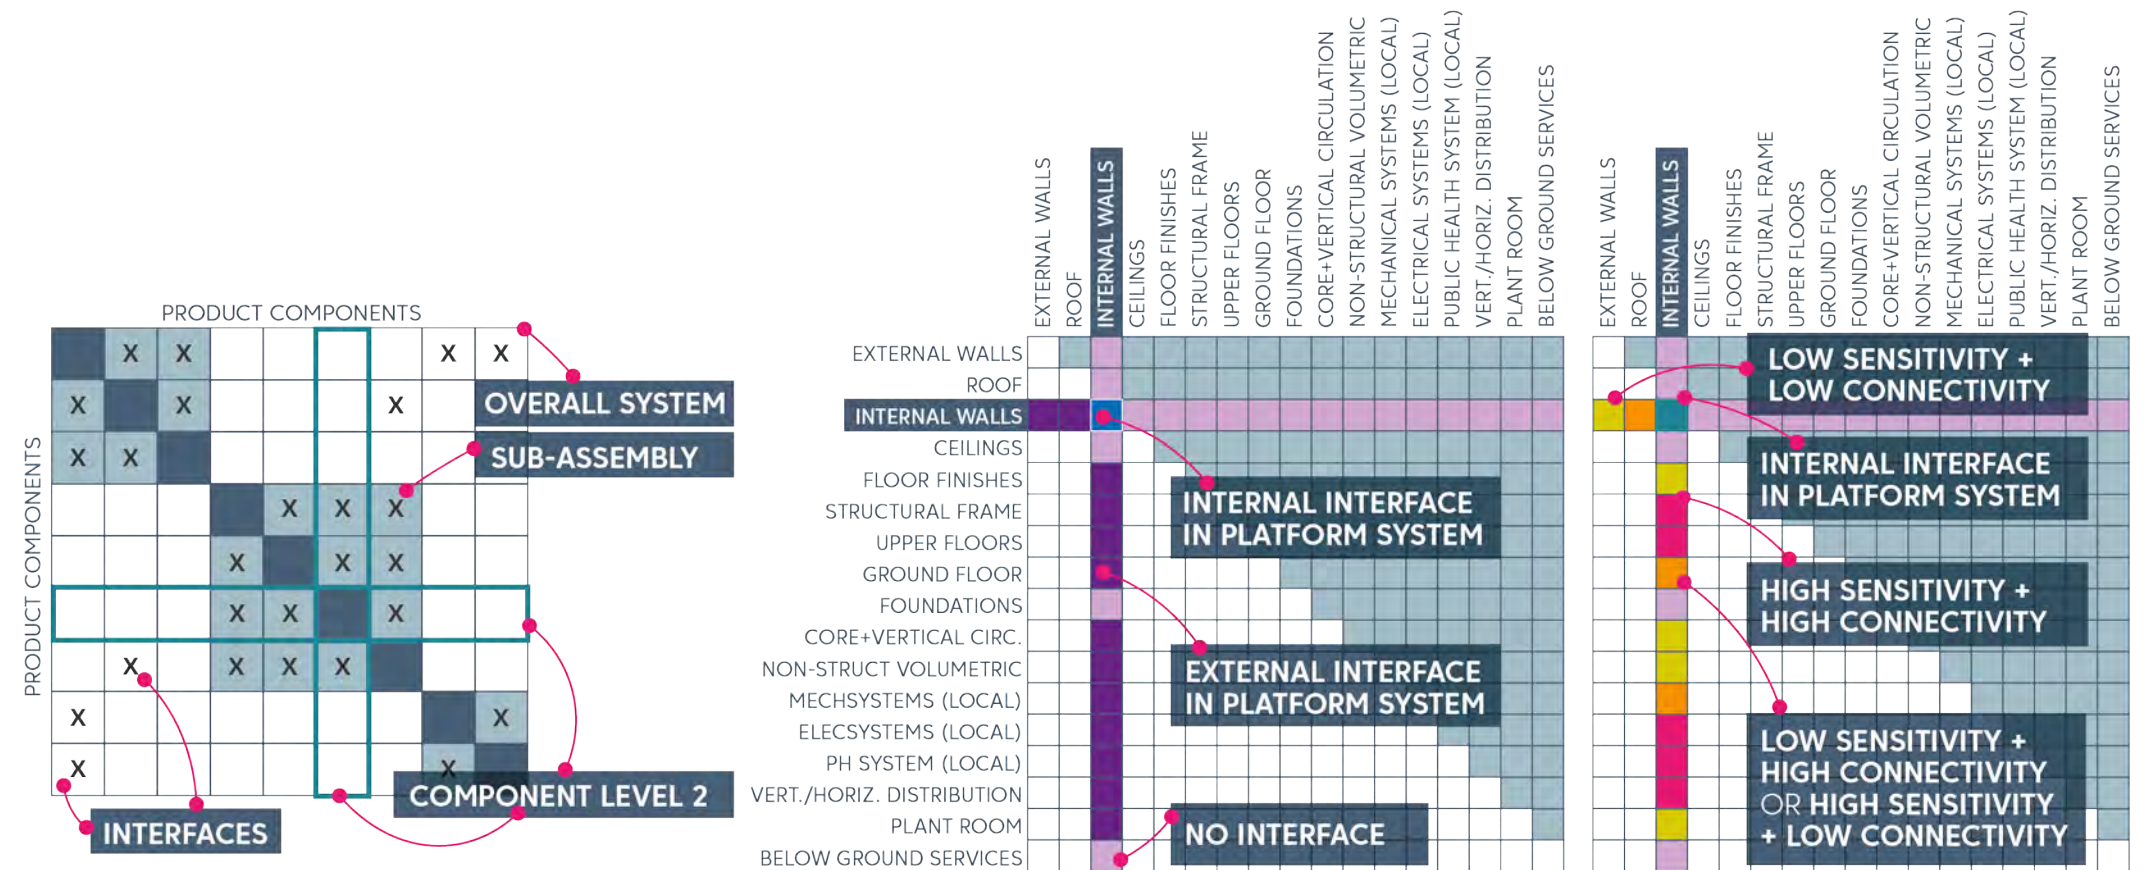 PRODUCT COMPONENTS
PRODUCT COMPONENTS
X X X X
X X X
X X
X X X
X X X
X X X
X X X X
X X
X X
OVERALL SYSTEM
SUB-ASSEMBLY
COMPONENT LEVEL 2
INTERFACES
EXTERNAL WALLS
ROOF
INTERNAL WALLS
CEILINGS
FLOOR FINISHES
STRUCTURAL FRAME
UPPER FLOORS
GROUND FLOOR
FOUNDATIONS
CORE+VERTICAL CIRCULATION
NON-STRUCTURAL VOLUMETRIC
MECHANICAL SYSTEMS (LOCAL)
ELECTRICAL SYSTEMS (LOCAL)
PUBLIC HEALTH SYSTEM (LOCAL)
VERT./HORIZ. DISTRIBUTION
PLANT ROOM
BELOW GROUND SERVICES
EXTERNAL WALLS
ROOF
INTERNAL WALLS
CEILINGS
FLOOR FINISHES
STRUCTURAL FRAME
UPPER FLOORS
GROUND FLOOR
FOUNDATIONS
CORE+VERTICAL CIRC.
NON-STRUCT VOLUMETRIC
MECHSYSTEMS (LOCAL)
ELECSYSTEMS (LOCAL)
PH SYSTEM (LOCAL)
VERT./HORIZ. DISTRIBUTION
PLANT ROOM
BELOW GROUND SERVICES
INTERNAL INTERFACE
IN PLATFORM SYSTEM
EXTERNAL INTERFACE
IN PLATFORM SYSTEM
NO INTERFACE
EXTERNAL WALLS
ROOF
INTERNAL WALLS
CEILINGS
FLOOR FINISHES
STRUCTURAL FRAME
UPPER FLOORS
GROUND FLOOR
FOUNDATIONS
CORE+VERTICAL CIRCULATION
NON-STRUCTURAL VOLUMETRIC
MECHANICAL SYSTEMS (LOCAL)
ELECTRICAL SYSTEMS (LOCAL)
PUBLIC HEALTH SYSTEM (LOCAL)
VERT./HORIZ. DISTRIBUTION
PLANT ROOM
BELOW GROUND SERVICES
LOW SENSITIVITY +
LOW CONNECTIVITY
INTERNAL INTERFACE
IN PLATFORM SYSTEM
HIGH SENSITIVITY +
HIGH CONNECTIVITY
LOW SENSITIVITY +
HIGH CONNECTIVITY
OR HIGH SENSITIVITY
+ LOW CONNECTIVITY